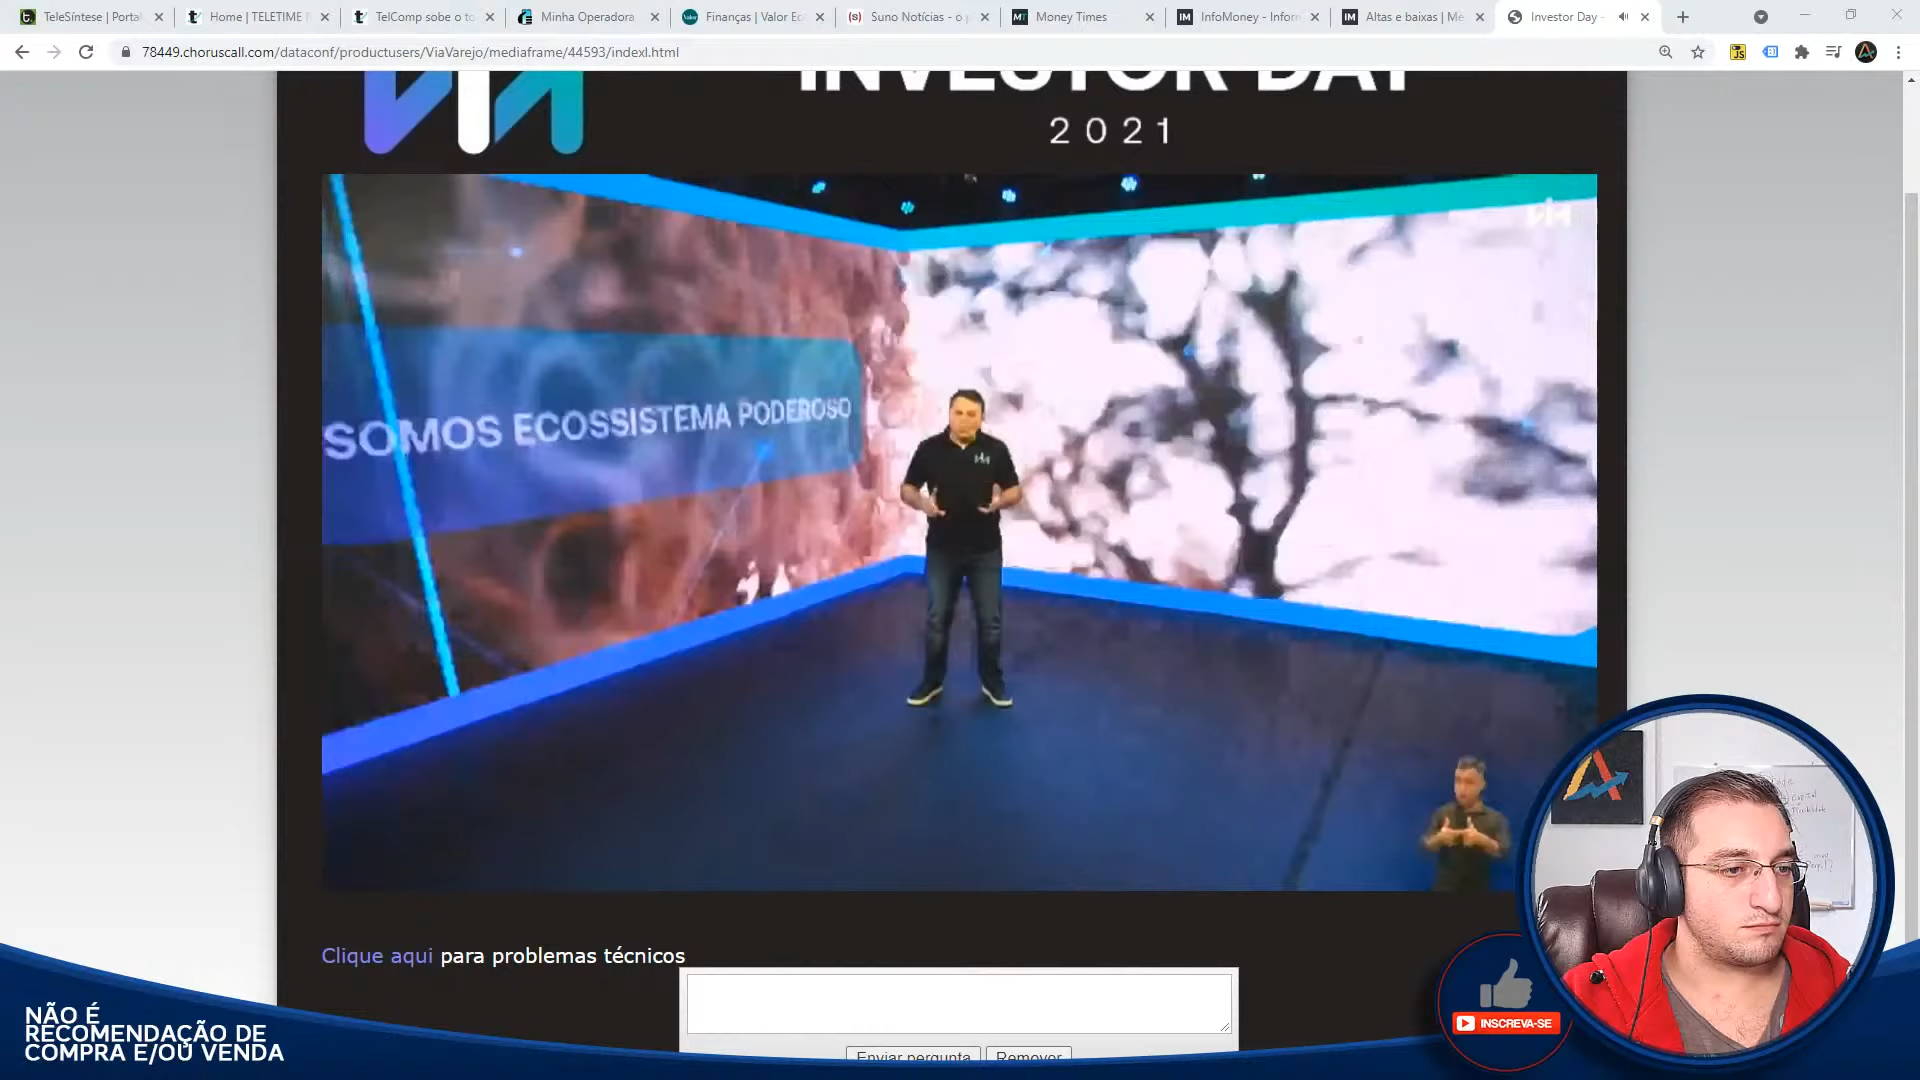 TeleSíntese | Portal
Home | TELETIME
TelComp sobe o to
Minha Operadora
Finanças | Valor Ec
Suno Notícias - o p
Money Times
InfoMoney - Inforn
Altas e baixas | Me
Investor Day -
78449.choruscall.com/dataconf/productusers/ViaVarejo/mediaframe/44593/indexl.html
INVESTOR DAY
2021
SOMOS ECOSSISTEMA PODEROSO
Clique aqui para problemas técnicos
Enviar pergunta
Remover
NÃO É
RECOMENDAÇÃO DE
COMPRA E/OU VENDA
INSCREVA-SE